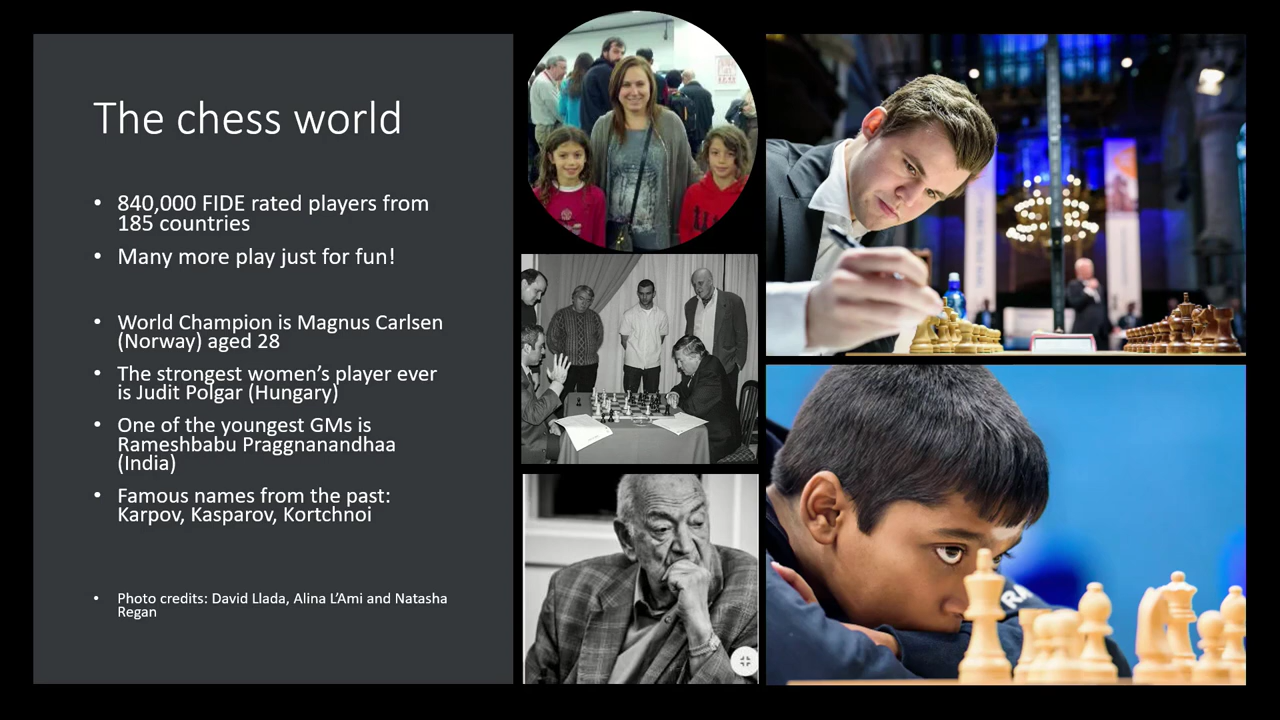 The chess world
• 840,000 FIDE rated players from
185 countries
• Many more play just for fun!
• World Champion is Magnus Carlsen
(Norway) aged 28
• The strongest women's player ever
is Judit Polgar (Hungary)
• One of the youngest GMs is
Rameshbabu Praggnanandhaa
(India)
• Famous names from the past:
Karpov, Kasparov, Kortchnoi
• Photo credits: David Llada, Alina L'Ami and Natasha
Regan
RA